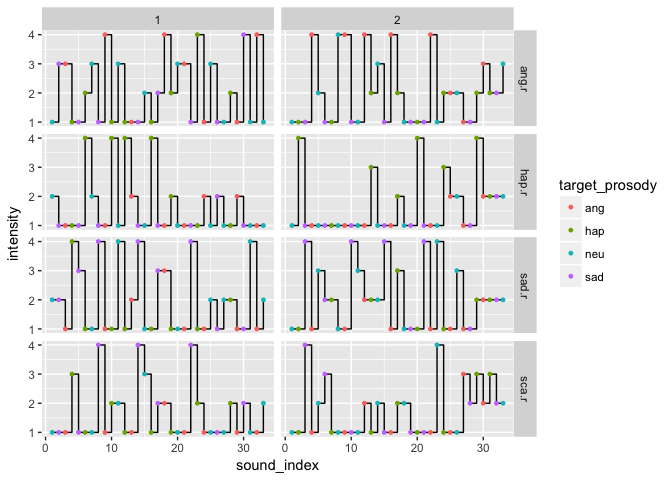 1 2
4
3
2
1
ang.r
4
3
2
1
hap.r
4
3
2
1
sad.r
4
3
2
1
sca.r
0 10 20 30 0 10 20 30
sound_index
intensity
target_prosody
ang
hap
neu
sad